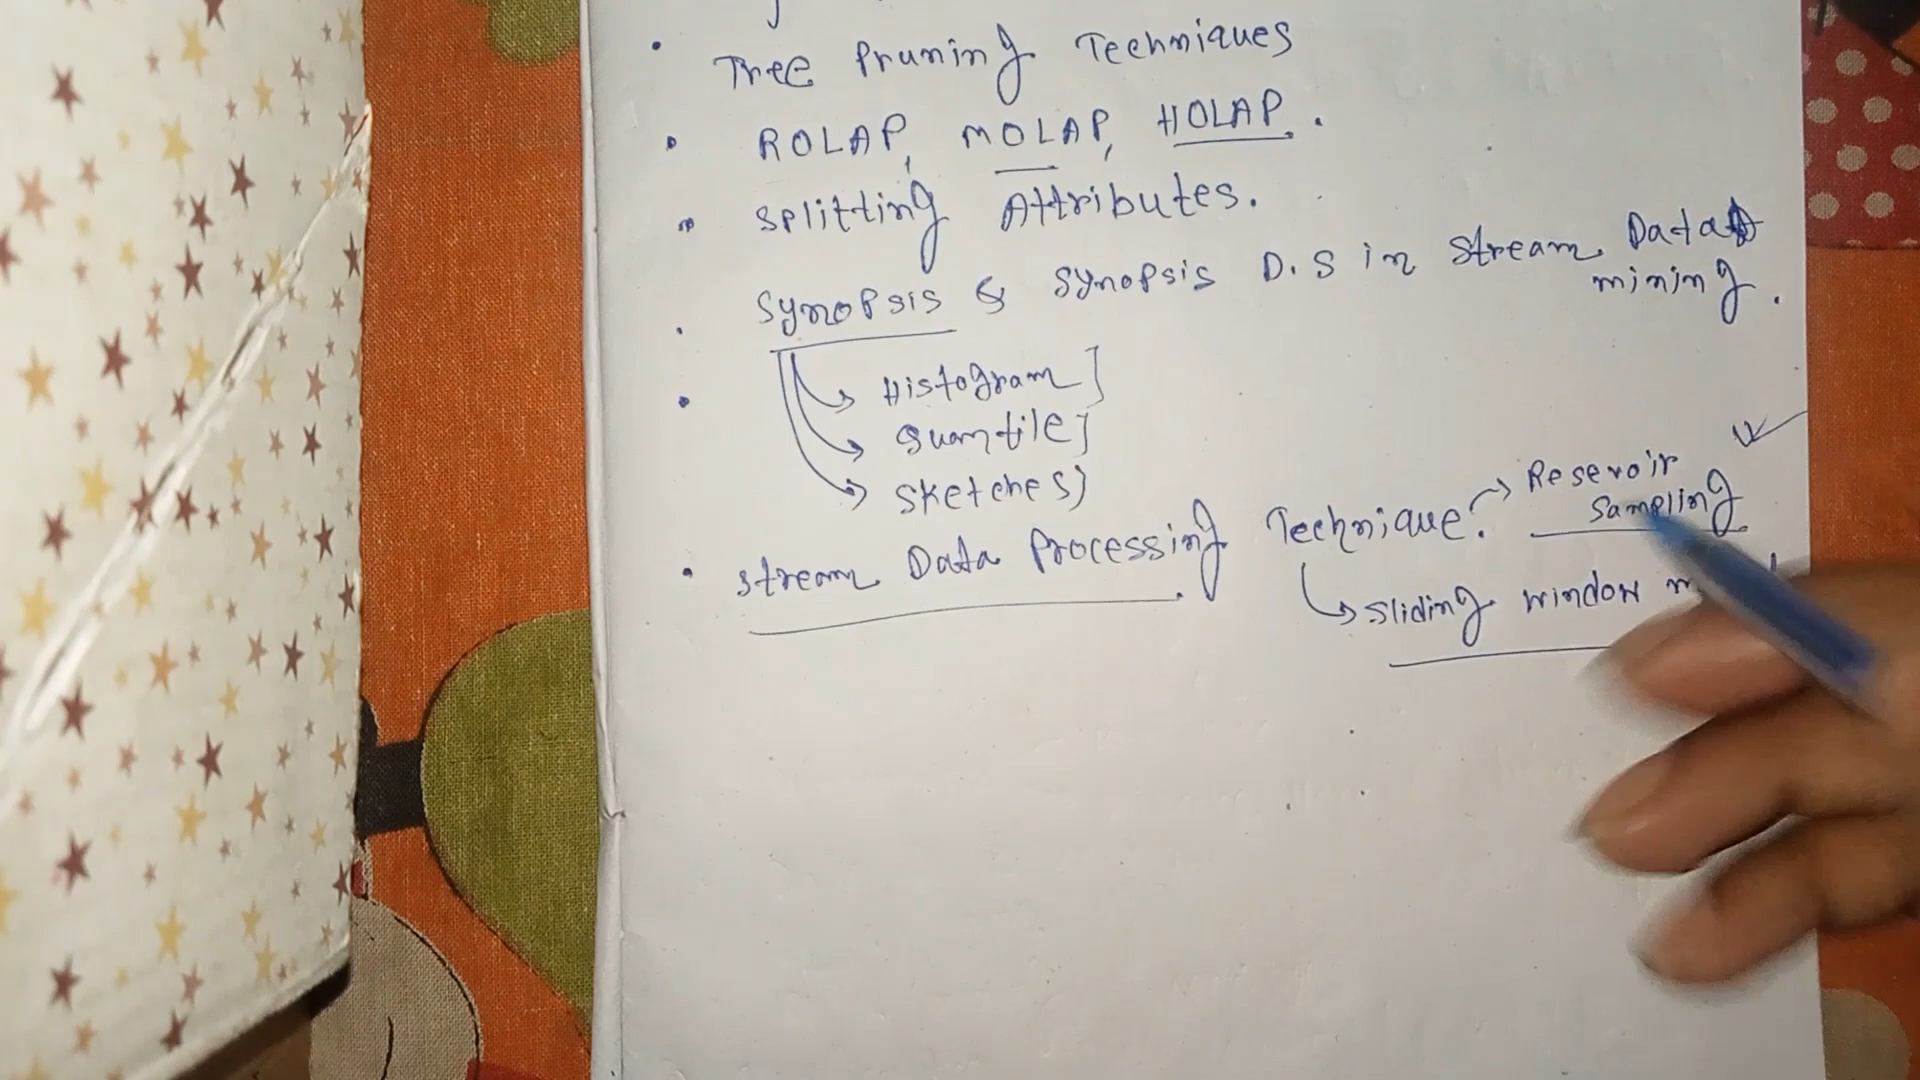 • Tree Pruning Techniques
• ROLAP, MOLAP, HOLAP.
• Splitting Attributes.
• Synopsis & Synopsis D.S in Stream Data
mining.
• → Histogram]
→ Quantile]
→ Sketches)
• Stream Data Processing Technique: → Reservoir
Sampling
↳ Sliding window